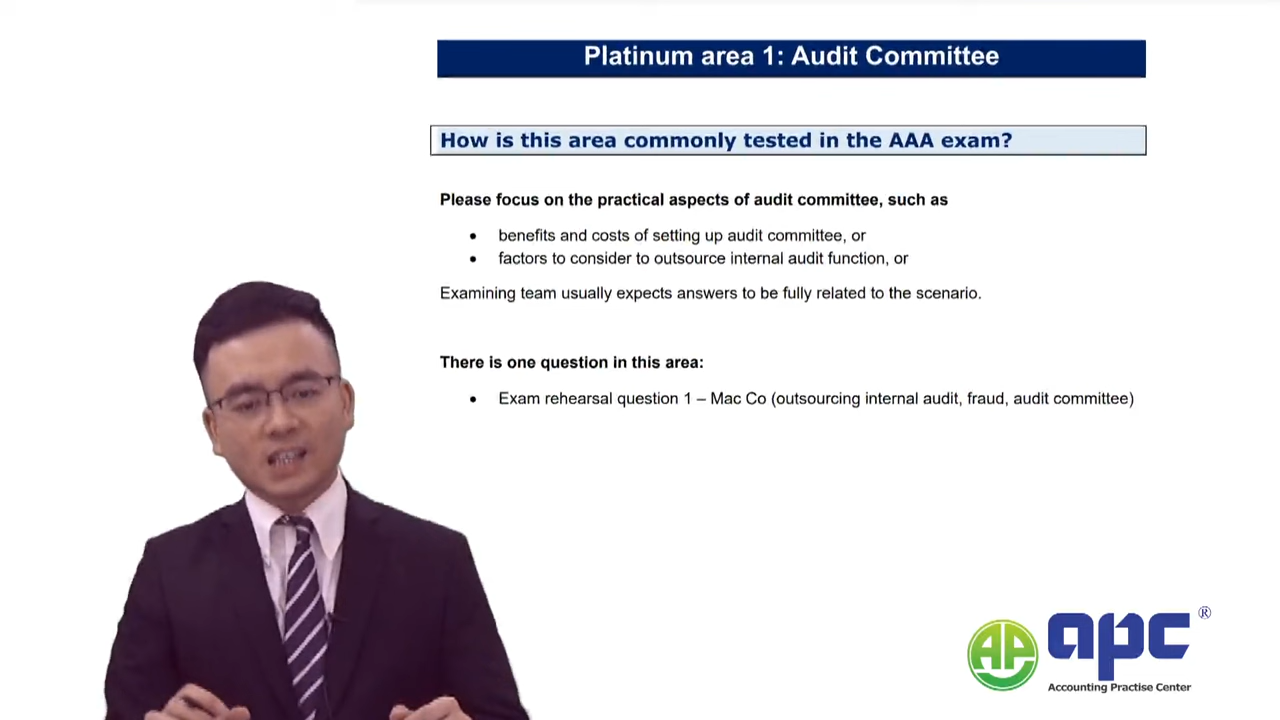 Platinum area 1: Audit Committee
How is this area commonly tested in the AAA exam?
Please focus on the practical aspects of audit committee, such as
• benefits and costs of setting up audit committee, or
• factors to consider to outsource internal audit function, or
Examining team usually expects answers to be fully related to the scenario.
There is one question in this area:
• Exam rehearsal question 1 – Mac Co (outsourcing internal audit, fraud, audit committee)
AP
apc®
Accounting Practise Center